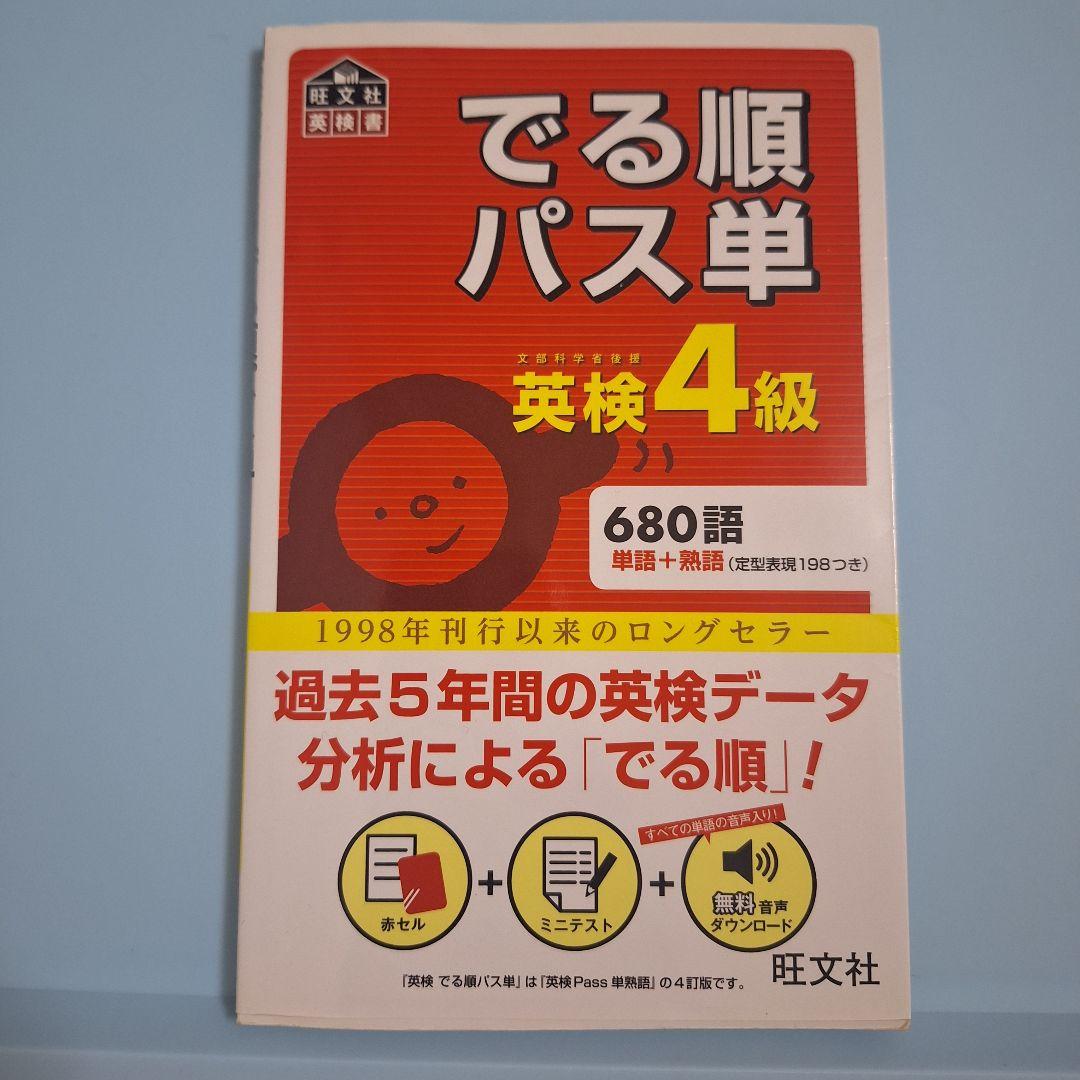 旺文社
英検書
でる順
パス単
文部科学省後援
英検4級
680語
単語＋熟語(定型表現198つき)
1998年刊行以来のロングセラー
過去5年間の英検データ
分析による「でる順」!
すべての単語の音声入り!
赤セル
+
ミニテスト
+
無料音声
ダウンロード
旺文社
『英検 でる順パス単』は『英検Pass単熟語』の4訂版です。